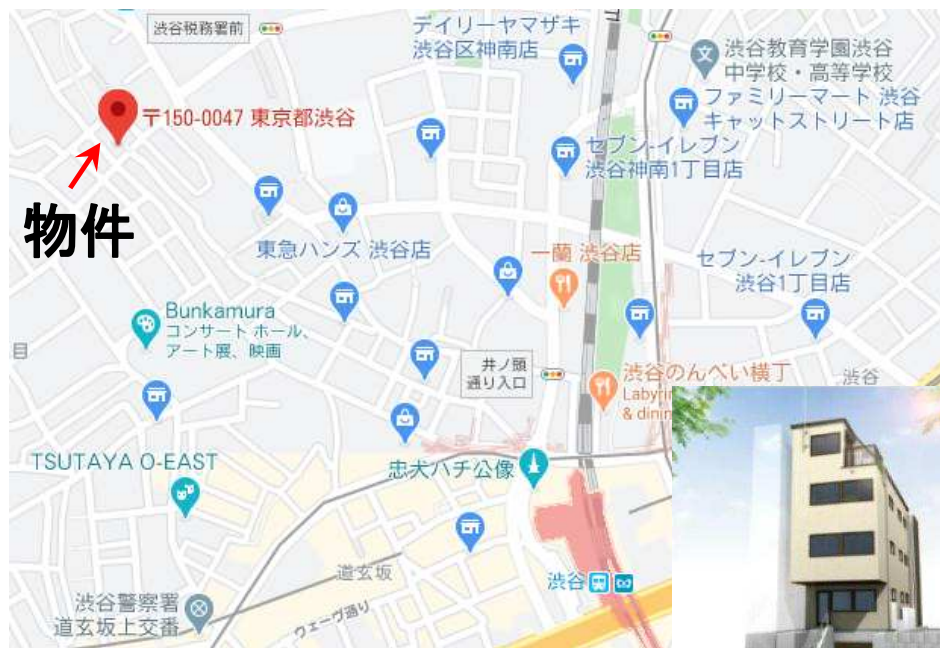 渋谷税務署前
デイリーヤマザキ
渋谷区神南店
渋谷教育学園渋谷
中学校・高等学校
〒150-0047 東京都渋谷
ファミリーマート 渋谷
キャットストリート店
セブン-イレブン
渋谷神南1丁目店
物件
東急ハンズ 渋谷店
一蘭 渋谷店
セブン-イレブン
渋谷1丁目店
Bunkamura
コンサート ホール、
アート展、映画
井ノ頭
通り入口
渋谷のんべい横丁
Labyri
& dinin
渋谷
TSUTAYA O-EAST
忠犬ハチ公像
道玄坂
渋谷
渋谷警察署
道玄坂上交番
ウェーヴ通り